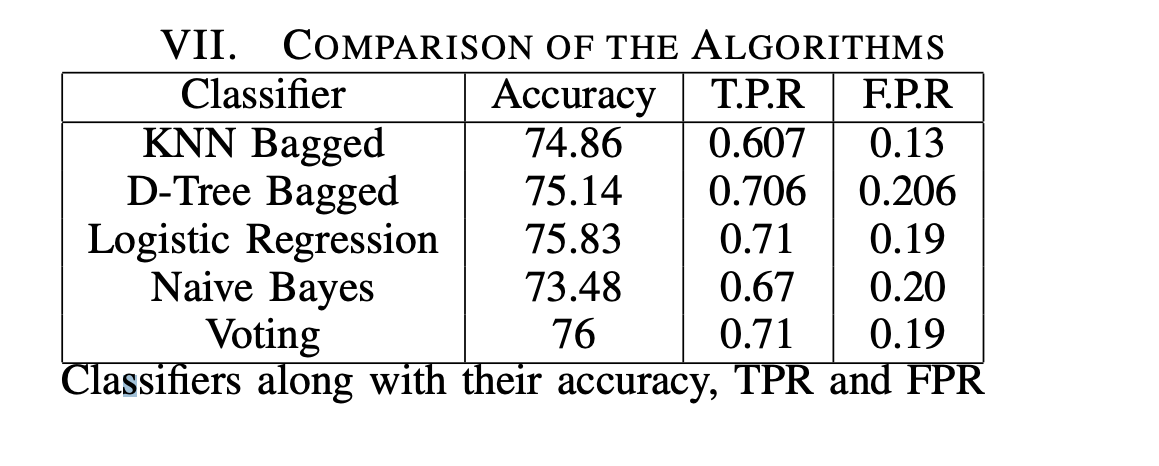 VII. COMPARISON OF THE ALGORITHMS
Classifier Accuracy T.P.R F.P.R
KNN Bagged 74.86 0.607 0.13
D-Tree Bagged 75.14 0.706 0.206
Logistic Regression 75.83 0.71 0.19
Naive Bayes 73.48 0.67 0.20
Voting 76 0.71 0.19
Classifiers along with their accuracy, TPR and FPR